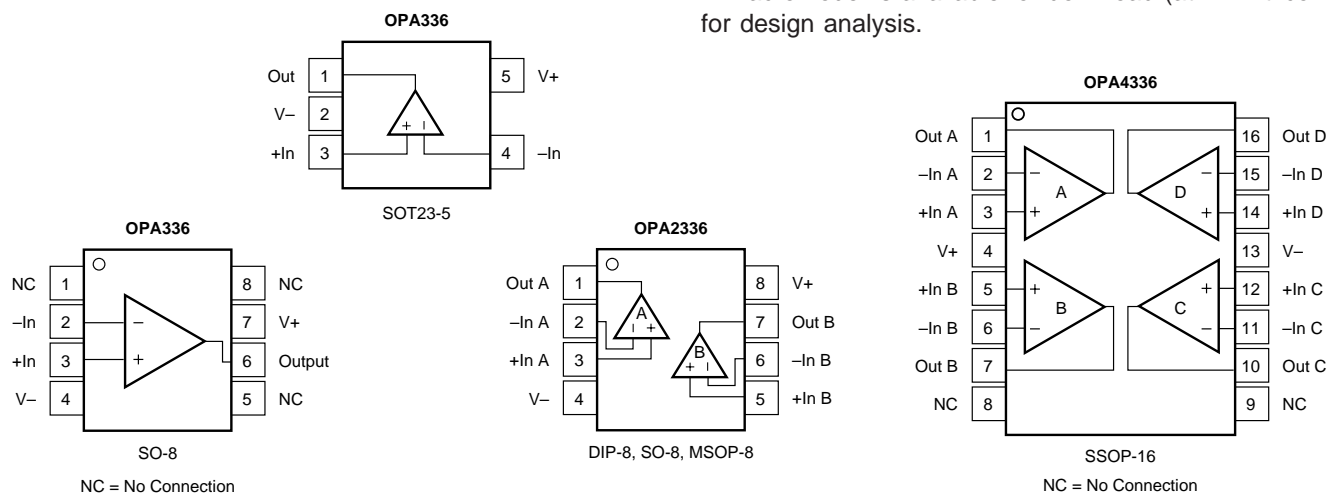 for design analysis.
OPA336
Out 1 5 V+
V– 2
+In 3 4 –In
+ –
SOT23-5
OPA336
NC 1 8 NC
–In 2 – 7 V+
+In 3 + 6 Output
V– 4 5 NC
SO-8
NC = No Connection
OPA2336
Out A 1 8 V+
–In A 2 A – + 7 Out B
+In A 3 B + – 6 –In B
V– 4 5 +In B
DIP-8, SO-8, MSOP-8
OPA4336
Out A 1 16 Out D
–In A 2 – – 15 –In D
A D
+In A 3 + + 14 +In D
V+ 4 13 V–
+In B 5 + + 12 +In C
B C
–In B 6 – – 11 –In C
Out B 7 10 Out C
NC 8 9 NC
SSOP-16
NC = No Connection